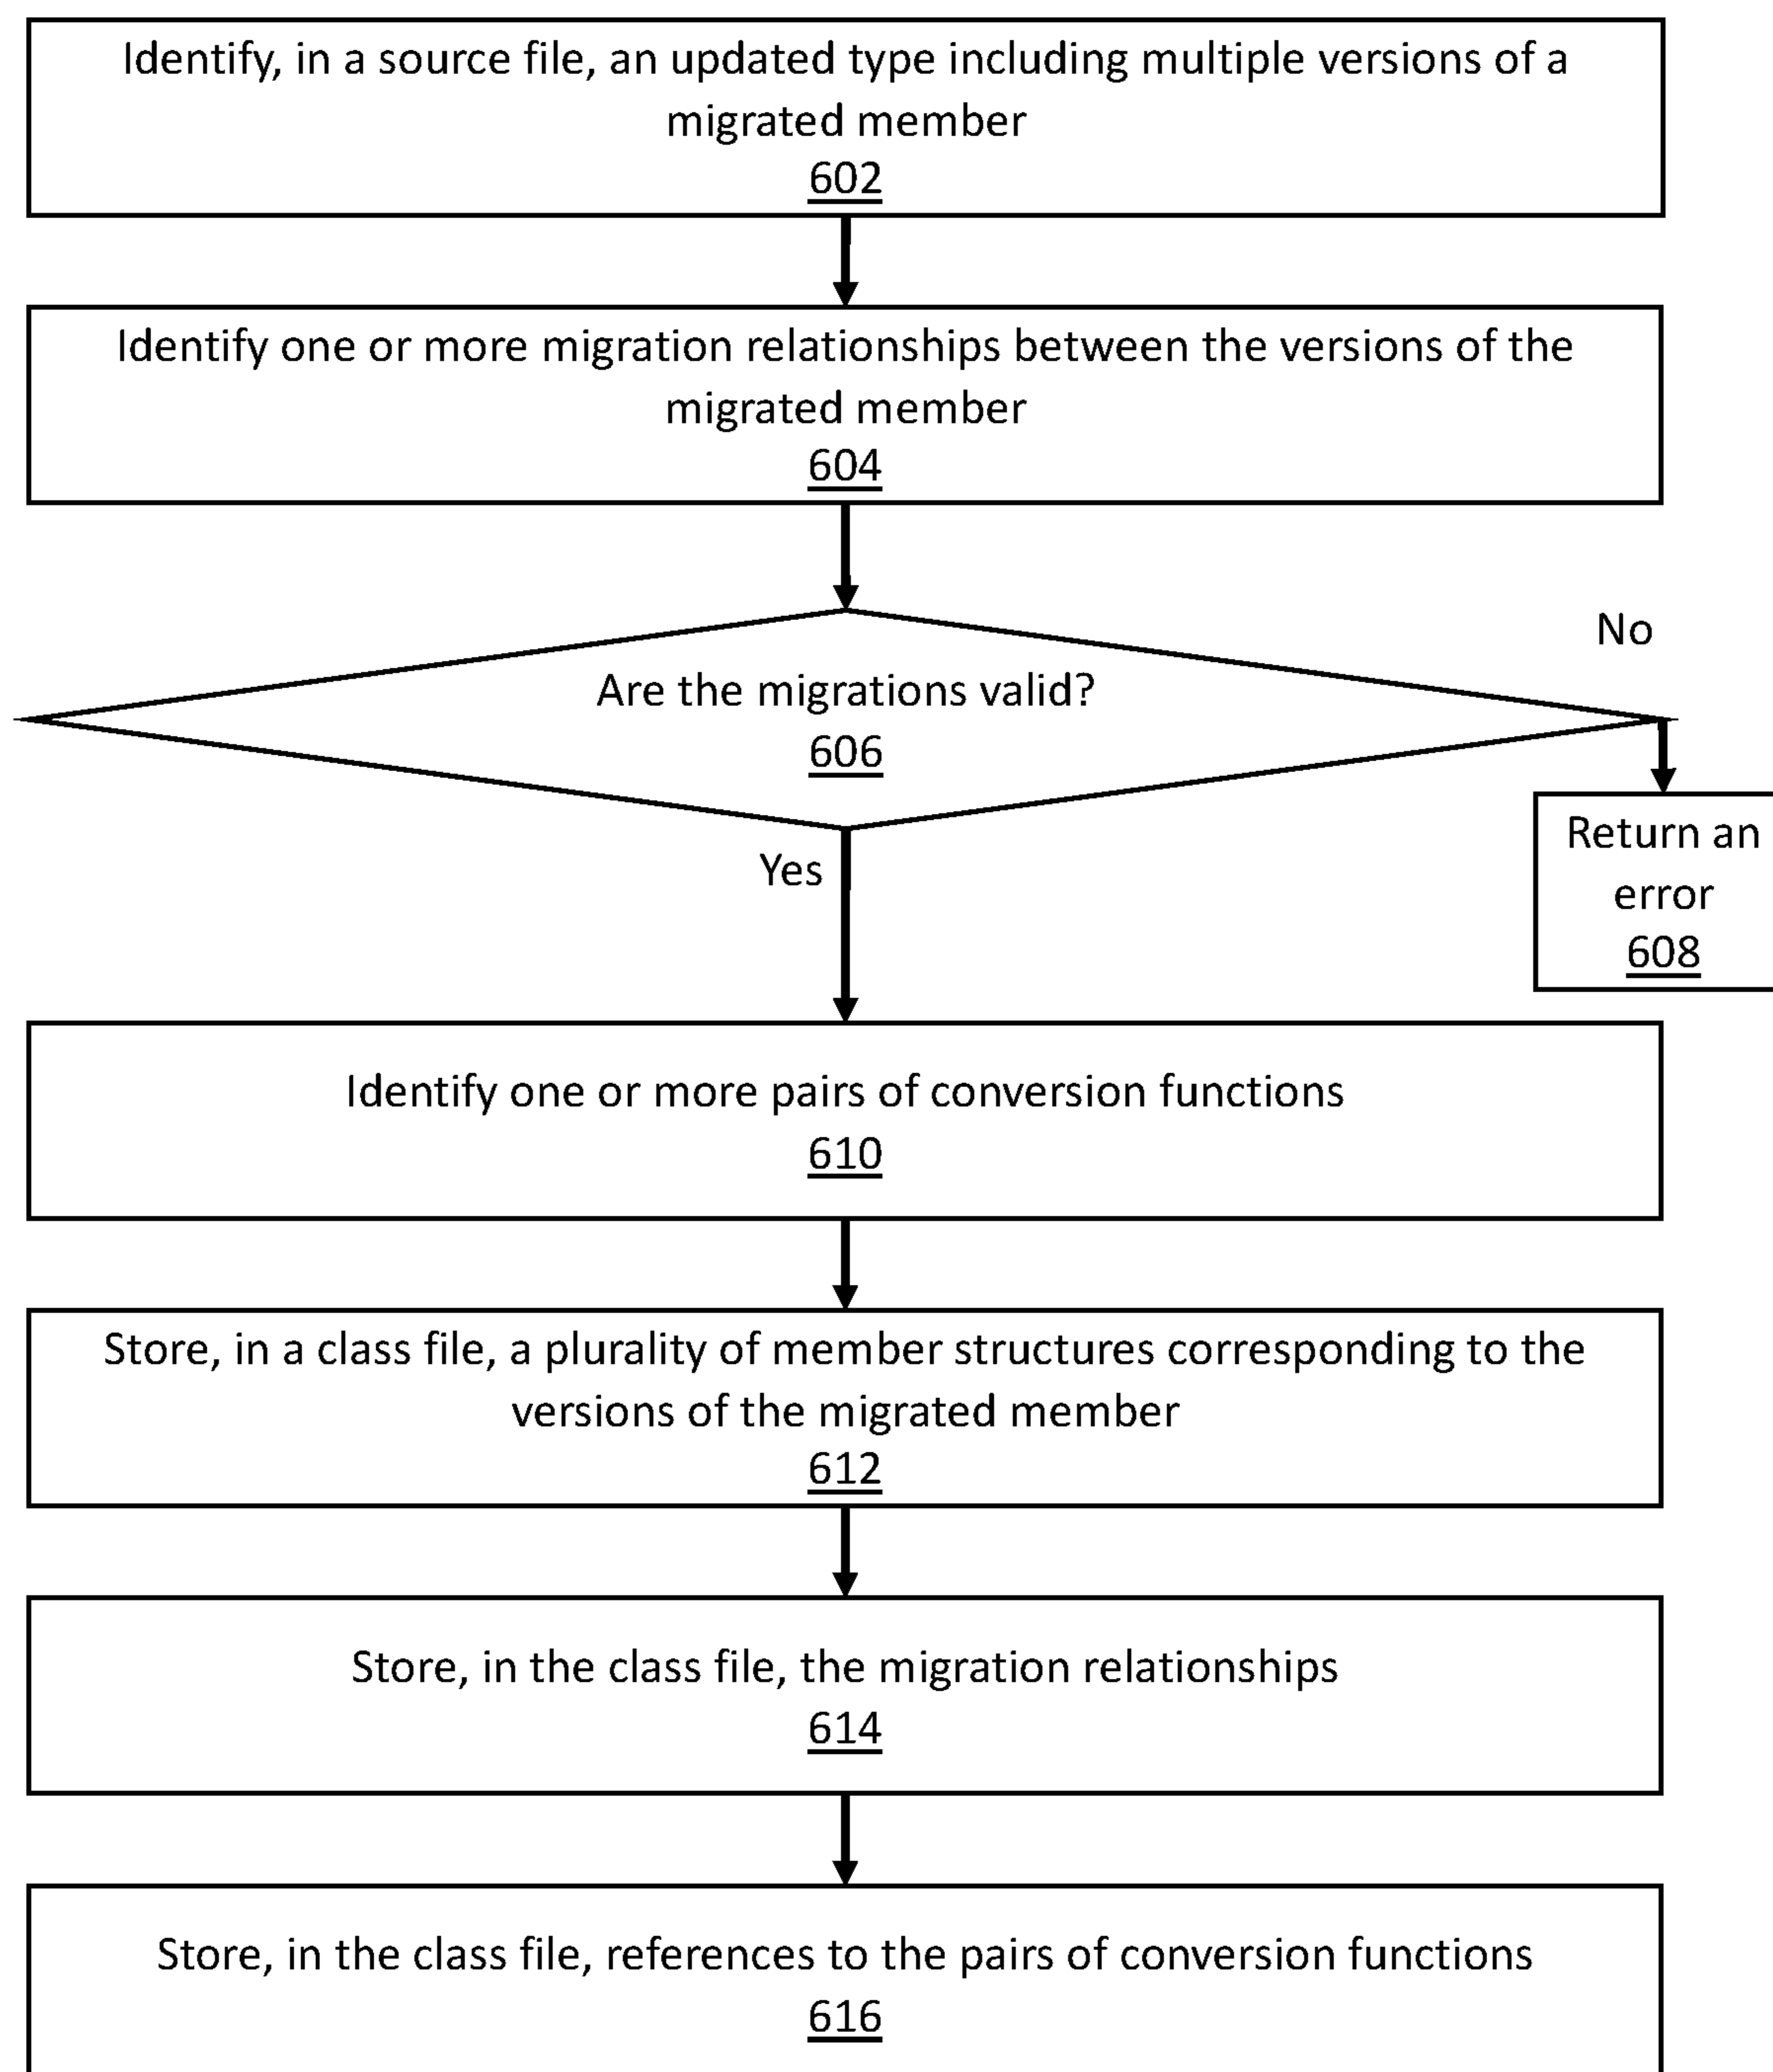 Identify, in a source file, an updated type including multiple versions of a
migrated member
602
Identify one or more migration relationships between the versions of the
migrated member
604
No
Are the migrations valid?
606
Return an
error
608
Yes
Identify one or more pairs of conversion functions
610
Store, in a class file, a plurality of member structures corresponding to the
versions of the migrated member
612
Store, in the class file, the migration relationships
614
Store, in the class file, references to the pairs of conversion functions
616